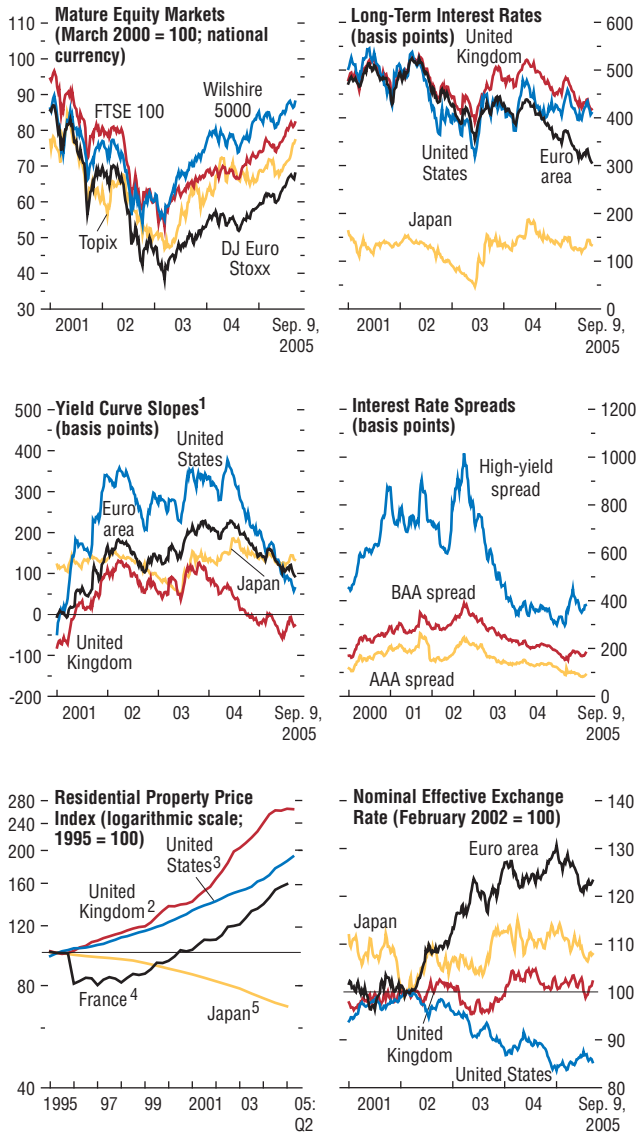 Mature Equity Markets
(March 2000 = 100; national
currency)
110
100
90
80
70
60
50
40
30
FTSE 100
Wilshire
5000
Topix
DJ Euro
Stoxx
2001
02
03
04
Sep. 9,
2005
Long-Term Interest Rates
(basis points)
600
500
400
300
200
100
0
United
Kingdom
United
States
Euro
area
Japan
2001
02
03
04
Sep. 9,
2005
Yield Curve Slopes1
(basis points)
500
400
300
200
100
0
-100
-200
United
States
Euro
area
Japan
United
Kingdom
2001
02
03
04
Sep. 9,
2005
Interest Rate Spreads
(basis points)
1200
1000
800
600
400
200
0
High-yield
spread
BAA spread
AAA spread
2000
01
02
03
04
Sep. 9,
2005
Residential Property Price
Index (logarithmic scale;
1995 = 100)
280
240
200
160
120
80
40
United
States3
United
Kingdom2
France4
Japan5
1995
97
99
2001
03
05:
Q2
Nominal Effective Exchange
Rate (February 2002 = 100)
140
130
120
110
100
90
80
Euro area
Japan
United
Kingdom
United States
2001
02
03
04
Sep. 9,
2005